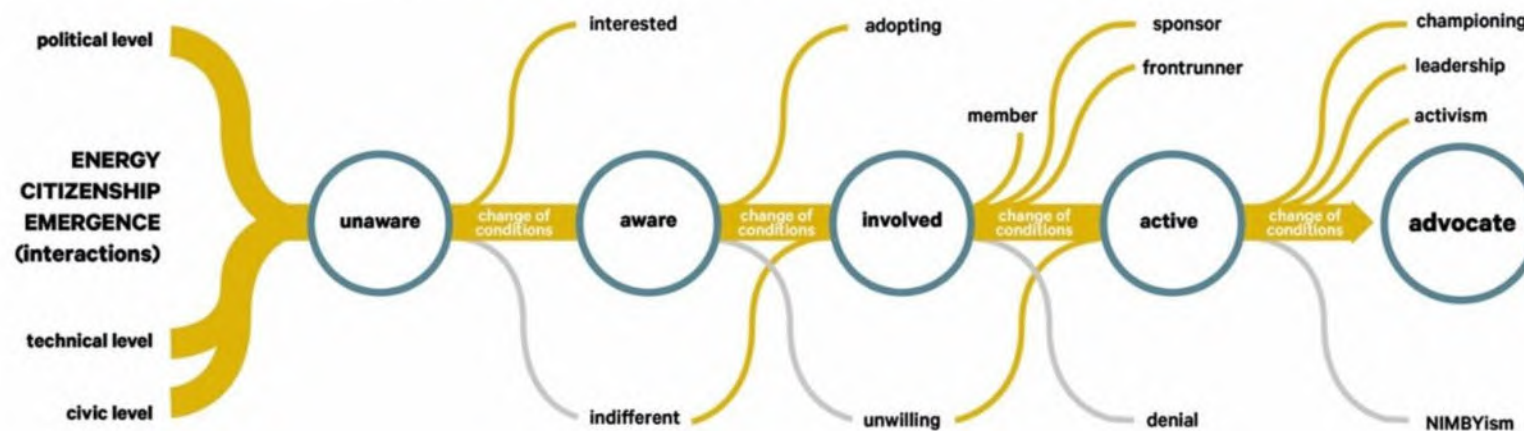 political level
ENERGY
CITIZENSHIP
EMERGENCE
(interactions)
technical level
civic level
unaware
change of
conditions
interested
indifferent
aware
change of
conditions
adopting
unwilling
involved
change of
conditions
member
sponsor
frontrunner
denial
active
change of
conditions
championing
leadership
activism
NIMBYism
advocate